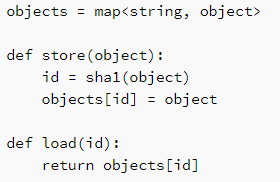 objects = map<string, object>
def store(object):
    id = sha1(object)
    objects[id] = object
def load(id):
    return objects[id]